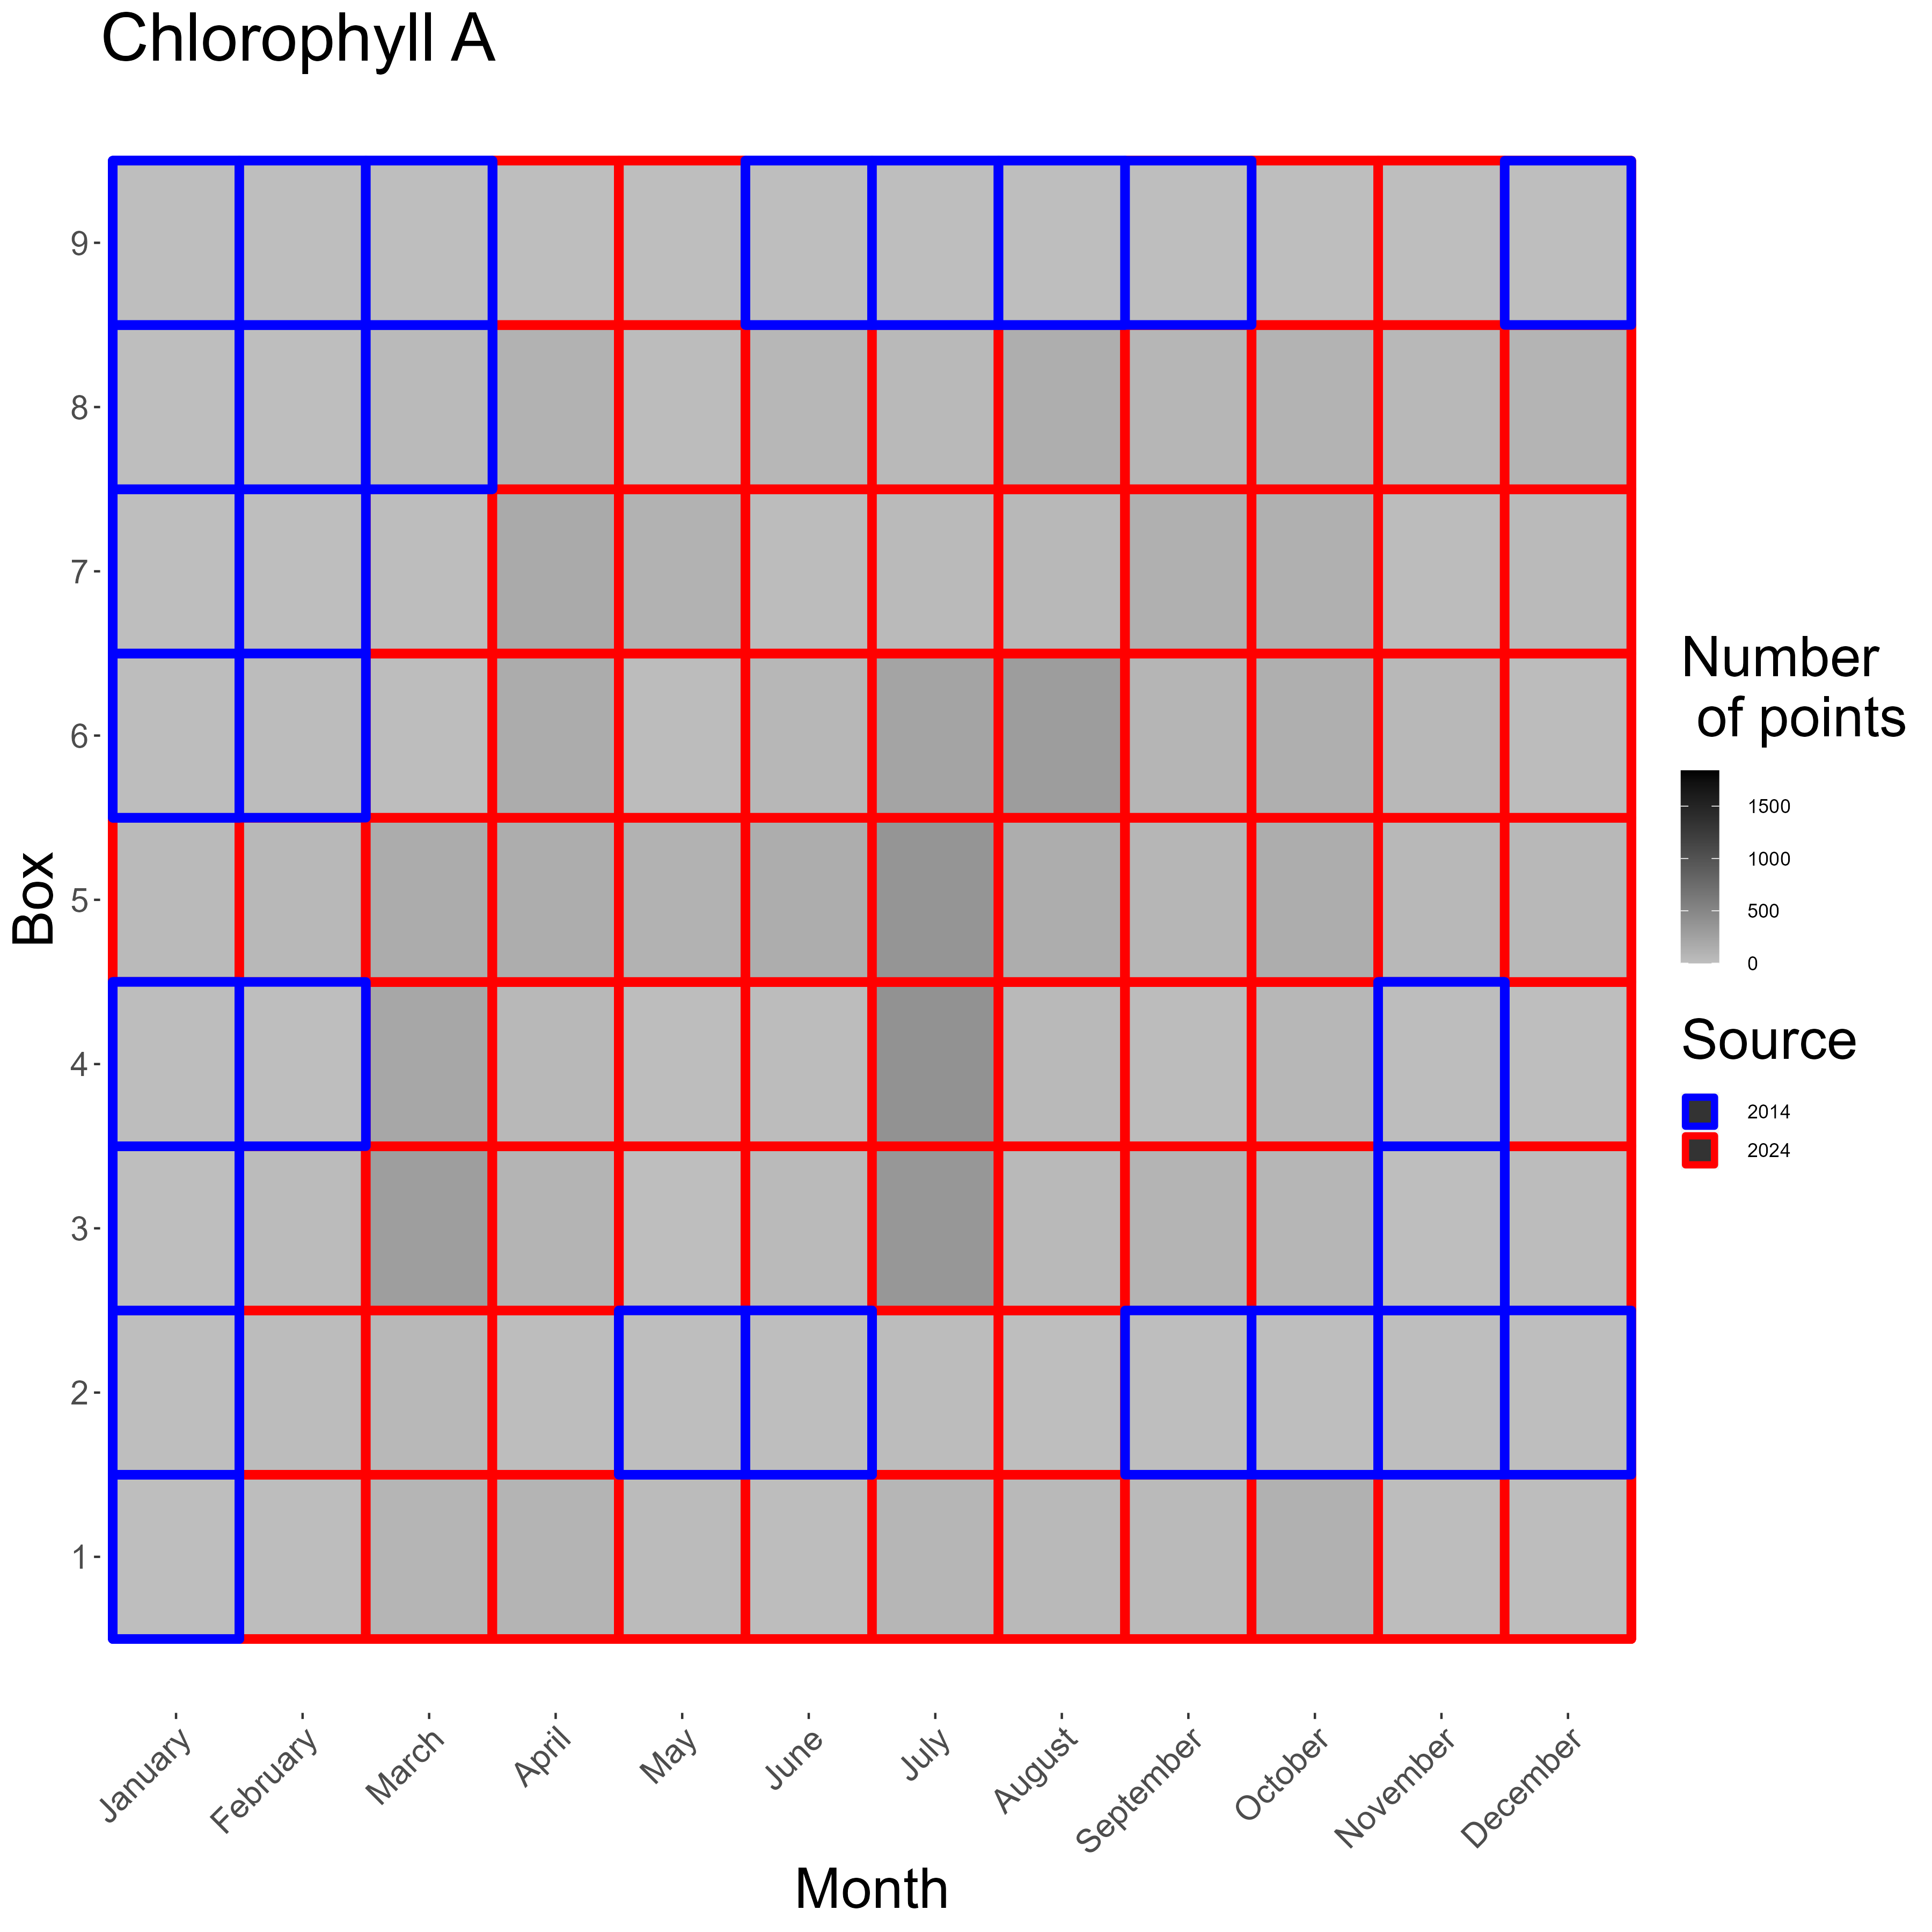 Chlorophyll A
9
8
7
6
5
4
3
2
1
Box
January
February
March
April
May
June
July
August
September
October
November
December
Month
Number
of points
1500
1000
500
0
Source
2014
2024